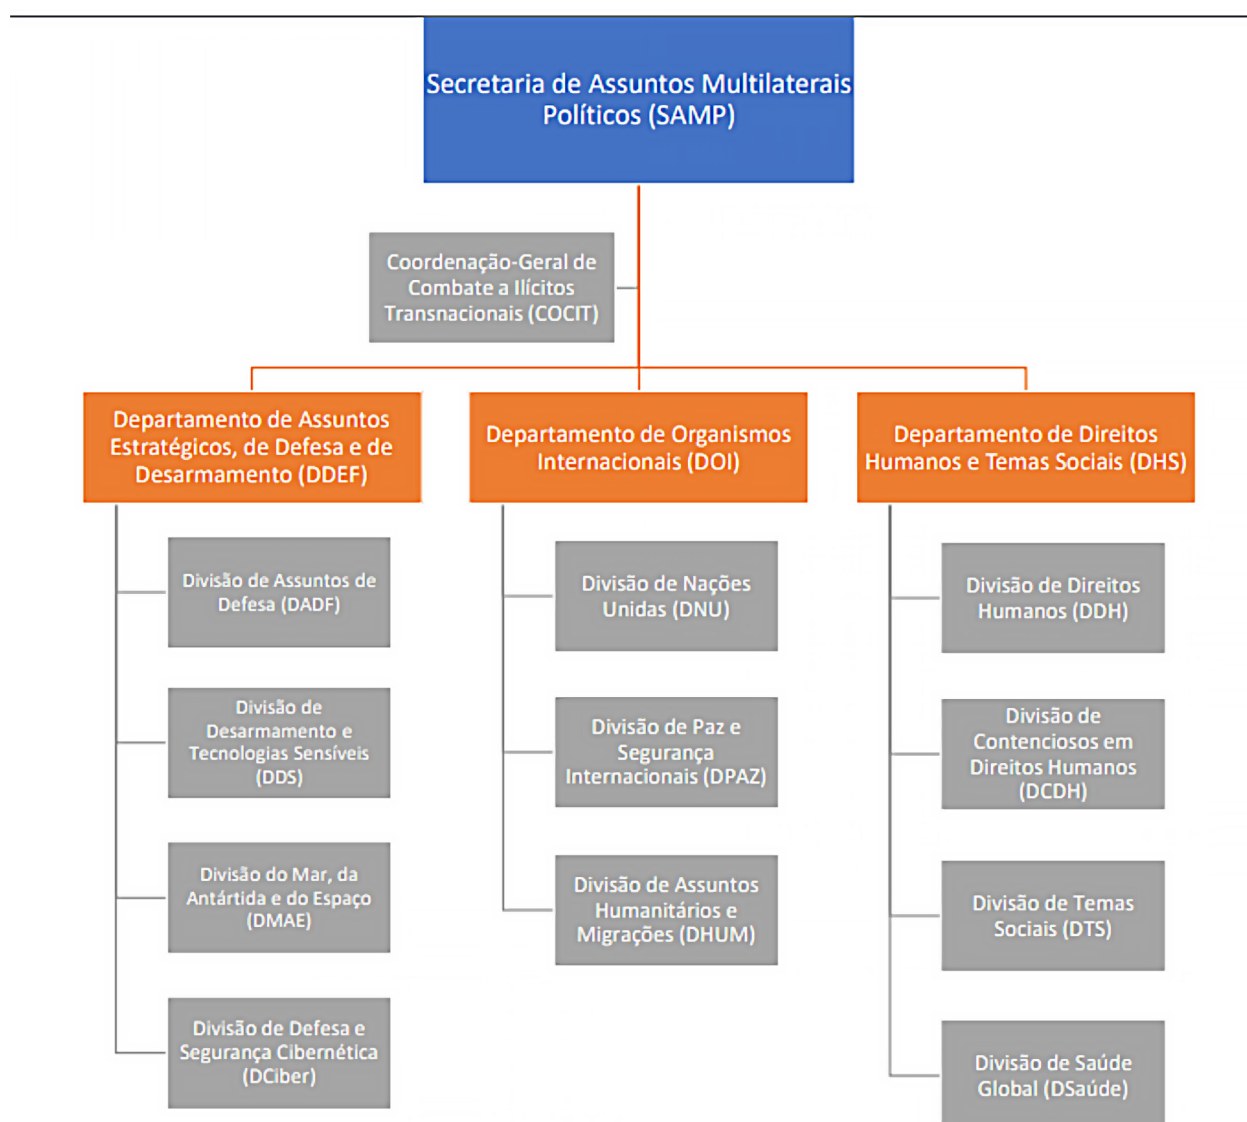 Secretaria de Assuntos Multilaterais
Políticos (SAMP)
Coordenação-Geral de
Combate a Ilícitos
Transnacionais (COCIT)
Departamento de Assuntos
Estratégicos, de Defesa e de
Desarmamento (DDEF)
Divisão de Assuntos de
Defesa (DADF)
Divisão de
Desarmamento e
Tecnologias Sensíveis
(DDS)
Divisão do Mar, da
Antártida e do Espaço
(DMAE)
Divisão de Defesa e
Segurança Cibernética
(DCiber)
Departamento de Organismos
Internacionais (DOI)
Divisão de Nações
Unidas (DNU)
Divisão de Paz e
Segurança
Internacionais (DPAZ)
Divisão de Assuntos
Humanitários e
Migrações (DHUM)
Departamento de Direitos
Humanos e Temas Sociais (DHS)
Divisão de Direitos
Humanos (DDH)
Divisão de
Contenciosos em
Direitos Humanos
(DCDH)
Divisão de Temas
Sociais (DTS)
Divisão de Saúde
Global (DSaúde)